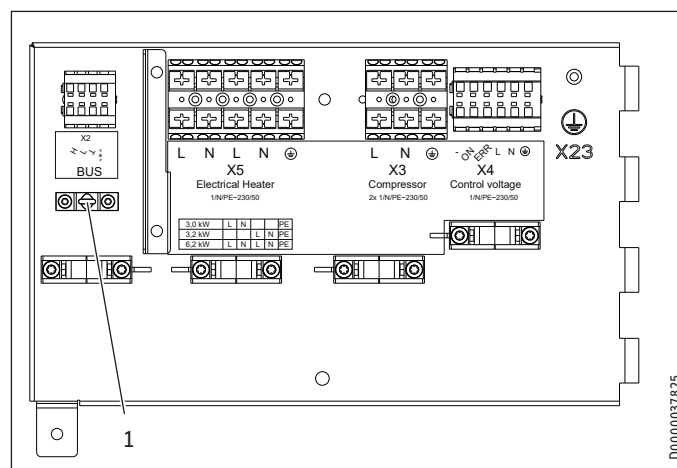 X2
H L ⊥
BUS
L N L N
X5
Electrical Heater
1/N/PE~230/50
3,0 kW L N PE
3,2 kW L N PE
6,2 kW L N L N PE
L N
X3
Compressor
2x 1/N/PE~230/50
- ON ERR L N
X4
Control voltage
1/N/PE~230/50
X23
1
D0000037825